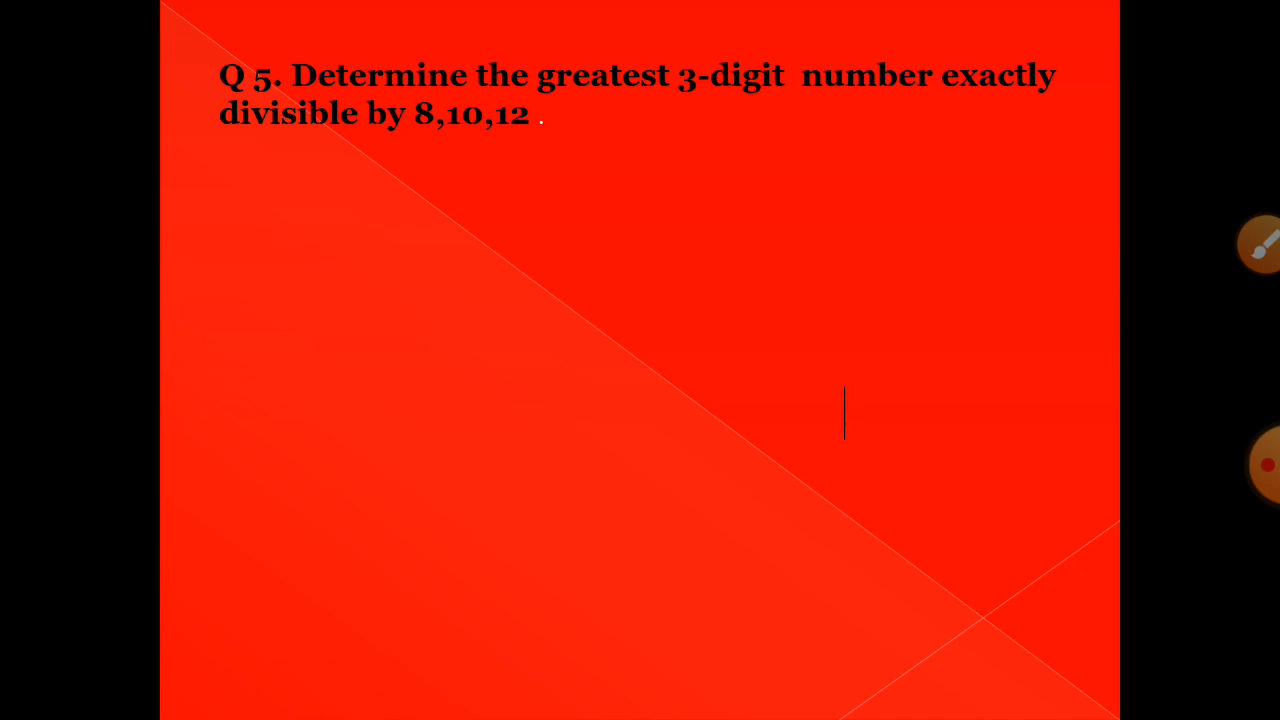 Q 5. Determine the greatest 3-digit  number exactly
divisible by 8,10,12 .